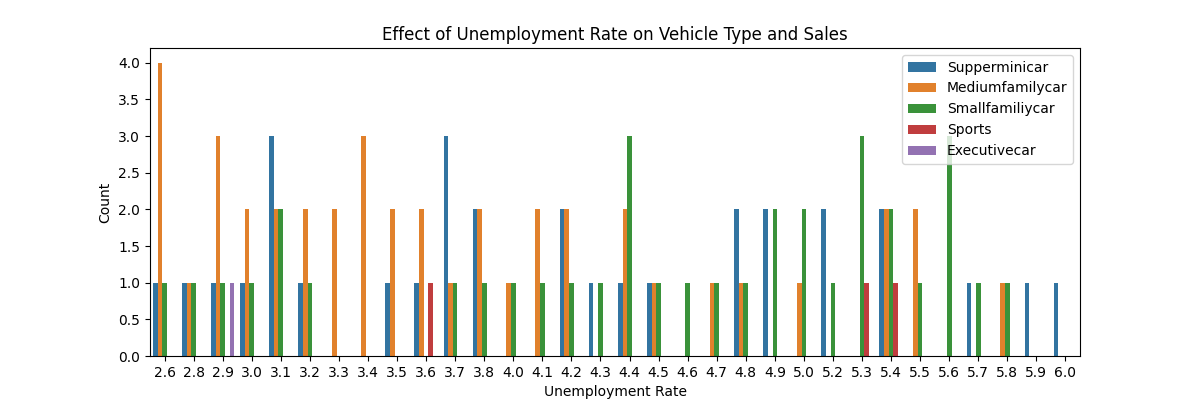 Effect of Unemployment Rate on Vehicle Type and Sales
Supperminicar
Mediumfamilycar
Smallfamiliycar
Sports
Executivecar
Count
4.0
3.5
3.0
2.5
2.0
1.5
1.0
0.5
0.0
2.6 2.8 2.9 3.0 3.1 3.2 3.3 3.4 3.5 3.6 3.7 3.8 4.0 4.1 4.2 4.3 4.4 4.5 4.6 4.7 4.8 4.9 5.0 5.2 5.3 5.4 5.5 5.6 5.7 5.8 5.9 6.0
Unemployment Rate